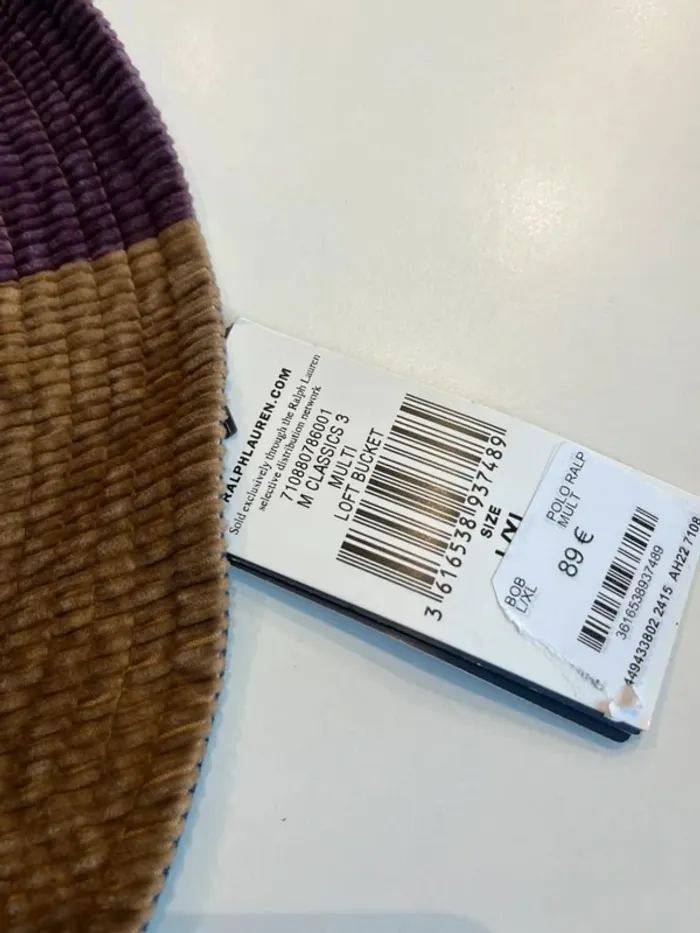 RALPHLAUREN.COM
Sold exclusively through the Ralph Lauren
selective distribution network
710880786001
M CLASSICS 3
MULTI
LOFT BUCKET
3 616538 937489
SIZE
L/XL
POLO RALP
MULT
89 €
BOB
L/XL
3616538937489
449433802 2415 AH22 7108